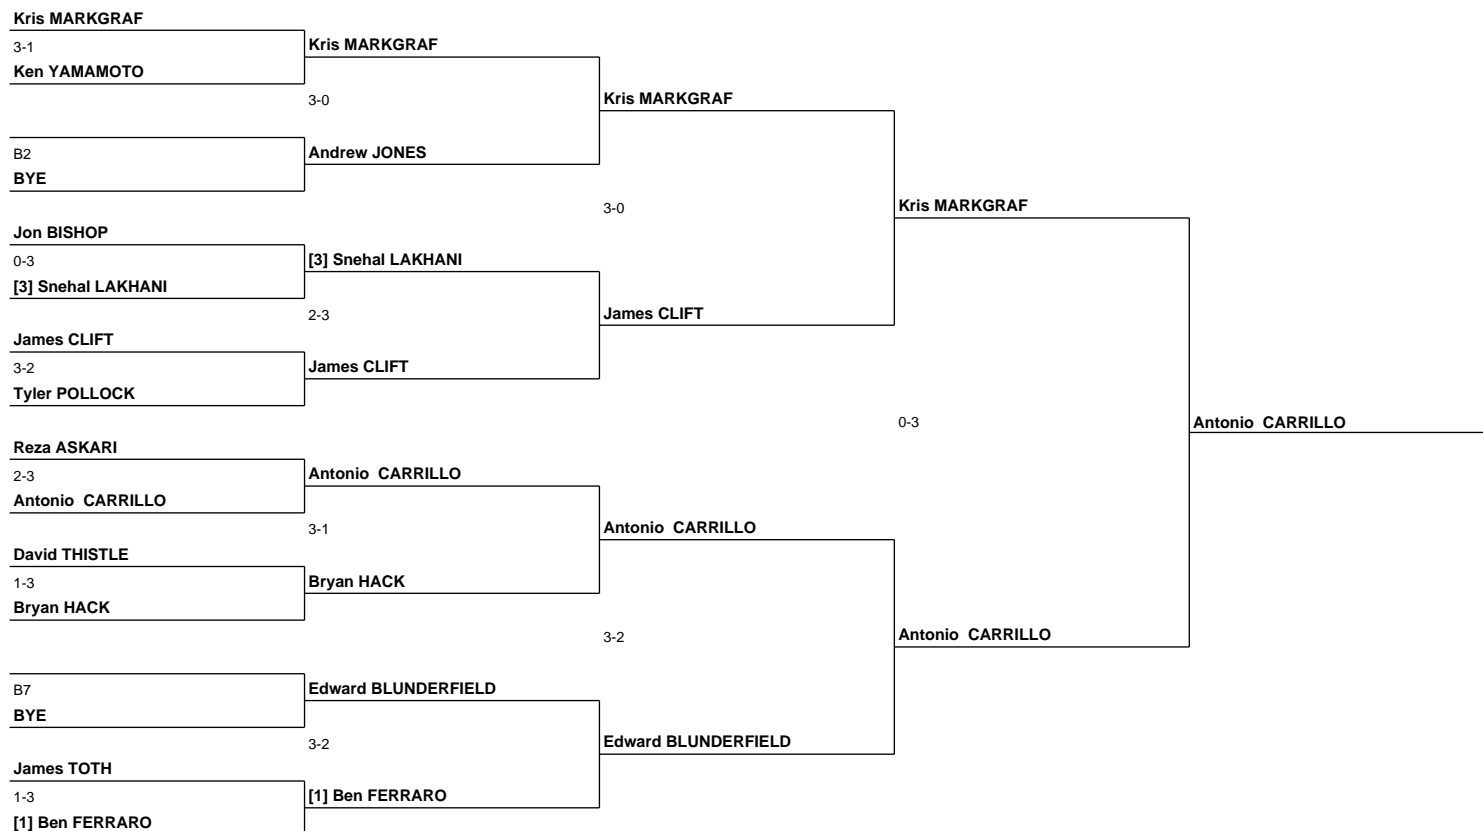 Kris MARKGRAF
3-1
Ken YAMAMOTO
B2
BYE
Jon BISHOP
0-3
[3] Snehal LAKHANI
James CLIFT
3-2
Tyler POLLOCK
Reza ASKARI
2-3
Antonio  CARRILLO
David THISTLE
1-3
Bryan HACK
B7
BYE
James TOTH
1-3
[1] Ben FERRARO
Kris MARKGRAF
3-0
Andrew JONES
[3] Snehal LAKHANI
2-3
James CLIFT
Antonio  CARRILLO
3-1
Bryan HACK
Edward BLUNDERFIELD
3-2
[1] Ben FERRARO
Kris MARKGRAF
3-0
James CLIFT
Antonio  CARRILLO
3-2
Edward BLUNDERFIELD
Kris MARKGRAF
0-3
Antonio  CARRILLO
Antonio  CARRILLO